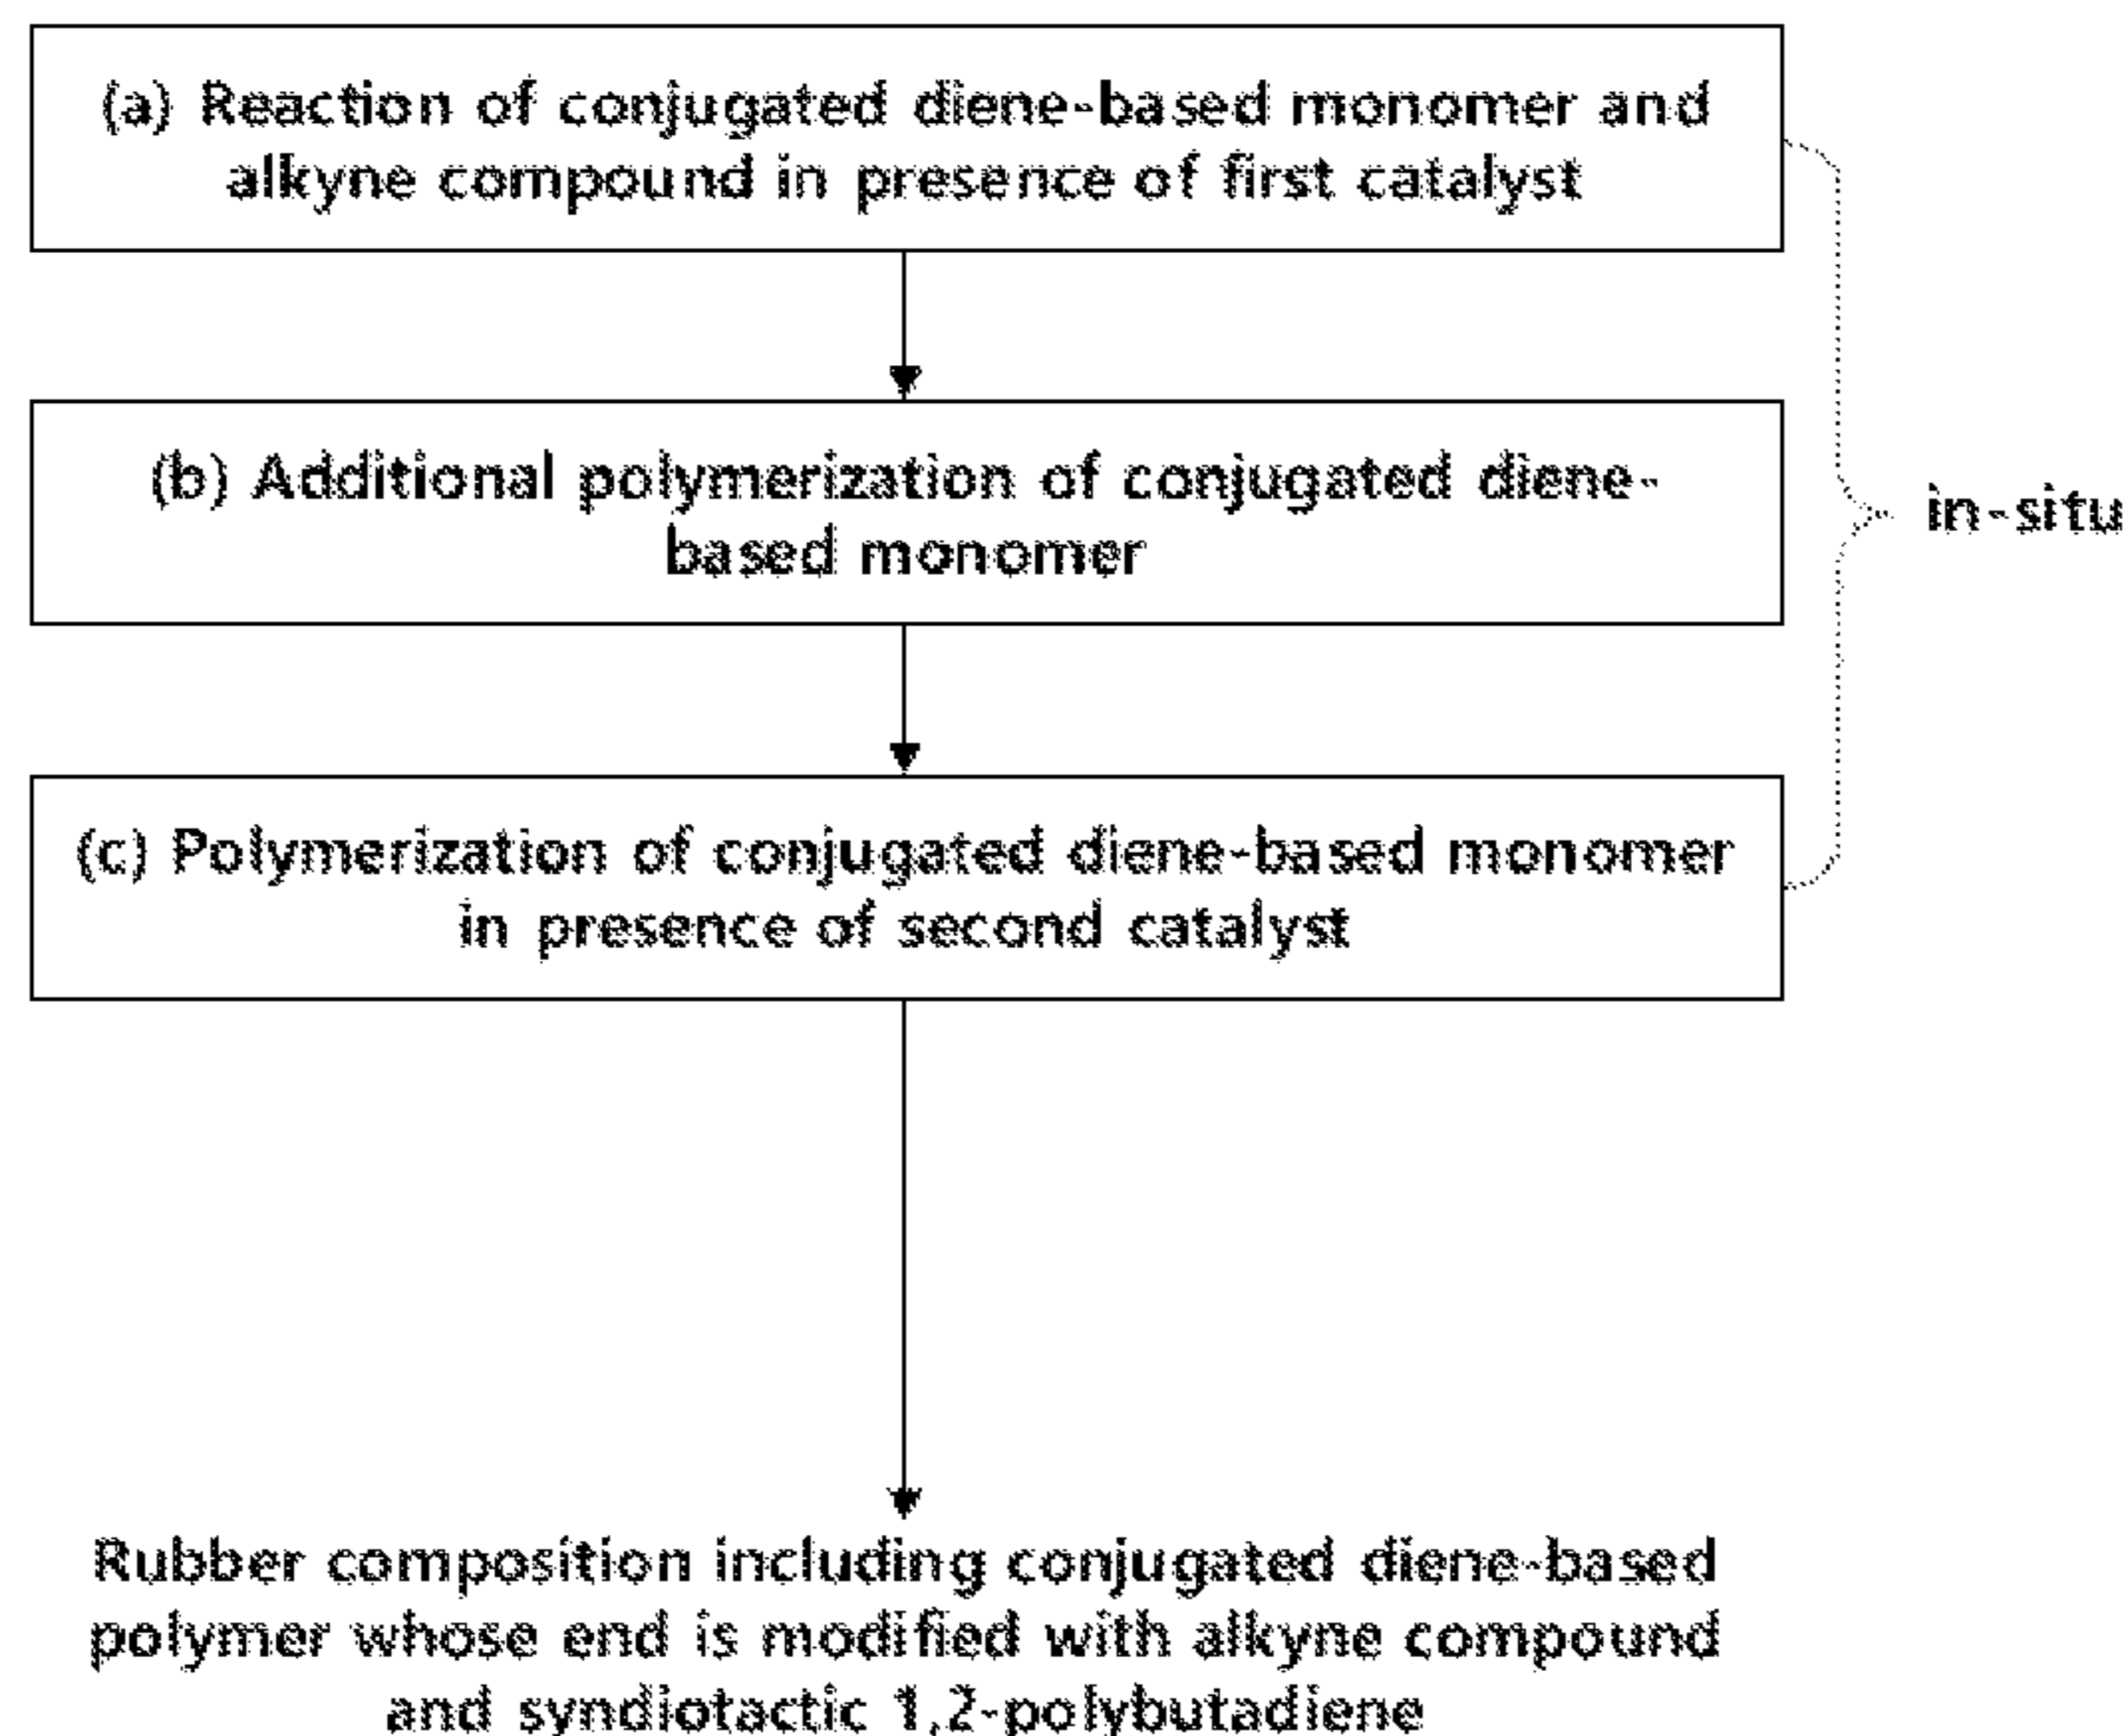 (a) Reaction of conjugated diene-based monomer and
alkyne compound in presence of first catalyst
(b) Additional polymerization of conjugated diene-
based monomer
in-situ
(c) Polymerization of conjugated diene-based monomer
in presence of second catalyst
Rubber composition including conjugated diene-based
polymer whose end is modified with alkyne compound
and syndiotactic 1,2-polybutadiene